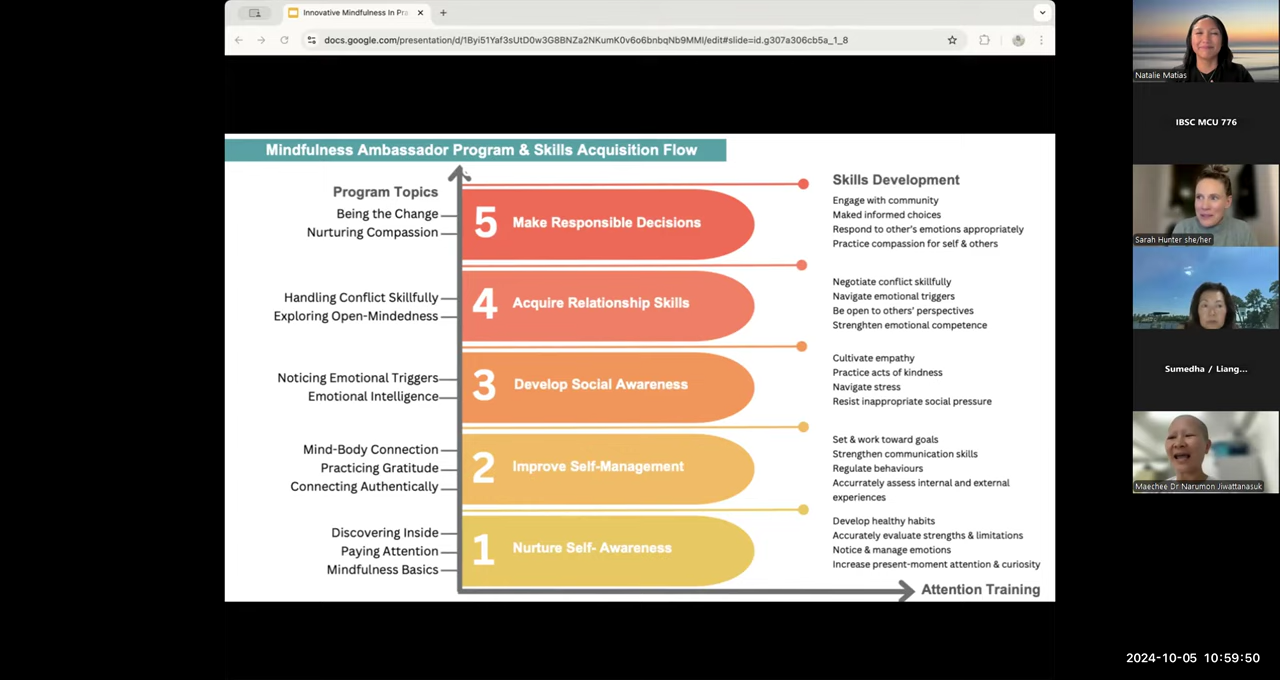 Innovative Mindfulness In Pra
docs.google.com/presentation/d/1Byi51Yaf3sUtD0w3G8BNZa2NKumK0v6o6bnbqNb9MMI/edit#slide=id.g307a306cb5a_1_8
Mindfulness Ambassador Program & Skills Acquisition Flow
Program Topics
Being the Change
Nurturing Compassion
5 Make Responsible Decisions
Skills Development
Engage with community
Maked informed choices
Respond to other's emotions appropriately
Practice compassion for self & others
Handling Conflict Skillfully
Exploring Open-Mindedness
4 Acquire Relationship Skills
Negotiate conflict skillfully
Navigate emotional triggers
Be open to others' perspectives
Strenghten emotional competence
Noticing Emotional Triggers
Emotional Intelligence
3 Develop Social Awareness
Cultivate empathy
Practice acts of kindness
Navigate stress
Resist inappropriate social pressure
Mind-Body Connection
Practicing Gratitude
Connecting Authentically
2 Improve Self-Management
Set & work toward goals
Strengthen communication skills
Regulate behaviours
Accurrately assess internal and external
experiences
Discovering Inside
Paying Attention
Mindfulness Basics
1 Nurture Self- Awareness
Develop healthy habits
Accurrately evaluate strengths & limitations
Notice & manage emotions
Increase present-moment attention & curiosity
Attention Training
Natalie Matias
IBSC MCU 776
Sarah Hunter she/her
Sumedha / Liang...
Maechee Dr Narumon Jiwattanasuk
2024-10-05 10:59:50